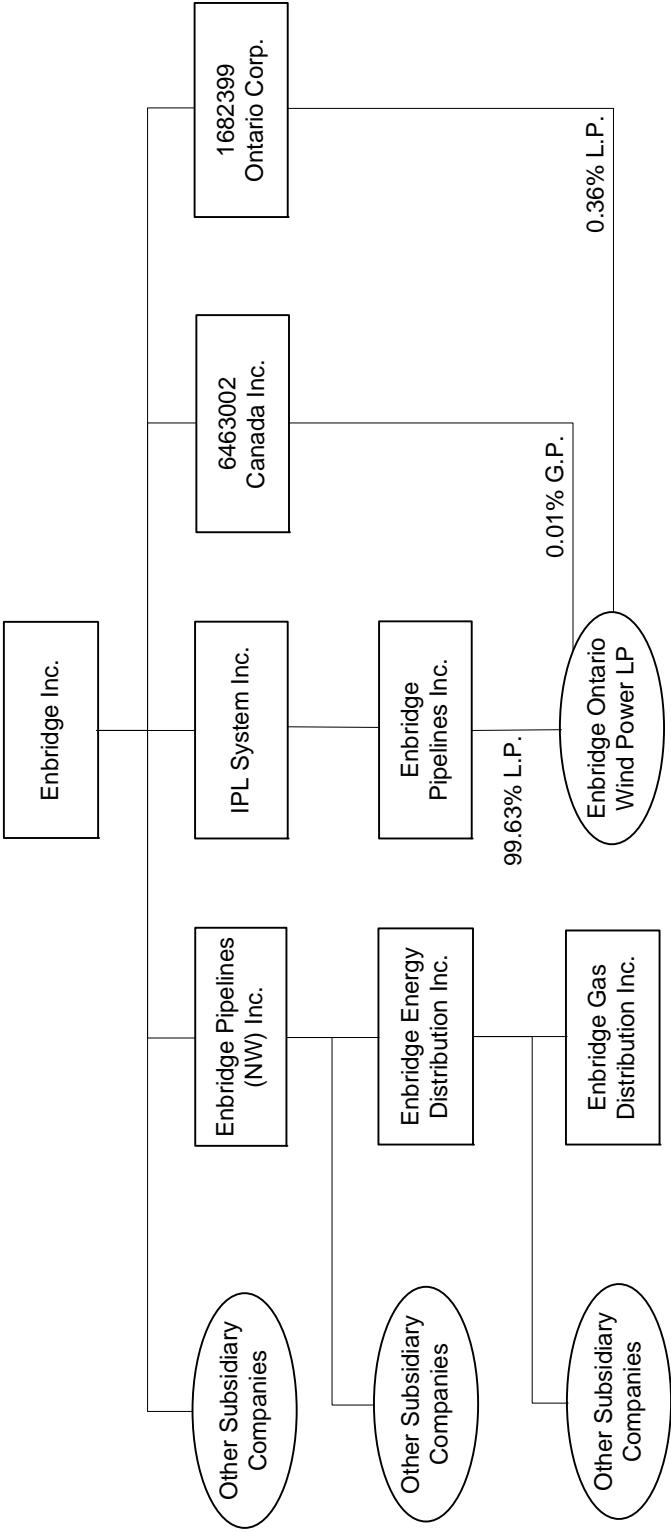 Enbridge Inc.
Other Subsidiary
Companies
Enbridge Pipelines
(NW) Inc.
IPL System Inc.
6463002
Canada Inc.
1682399
Ontario Corp.
Other Subsidiary
Companies
Enbridge Energy
Distribution Inc.
Enbridge
Pipelines Inc.
99.63% L.P.
0.01% G.P.
0.36% L.P.
Other Subsidiary
Companies
Enbridge Gas
Distribution Inc.
Enbridge Ontario
Wind Power LP